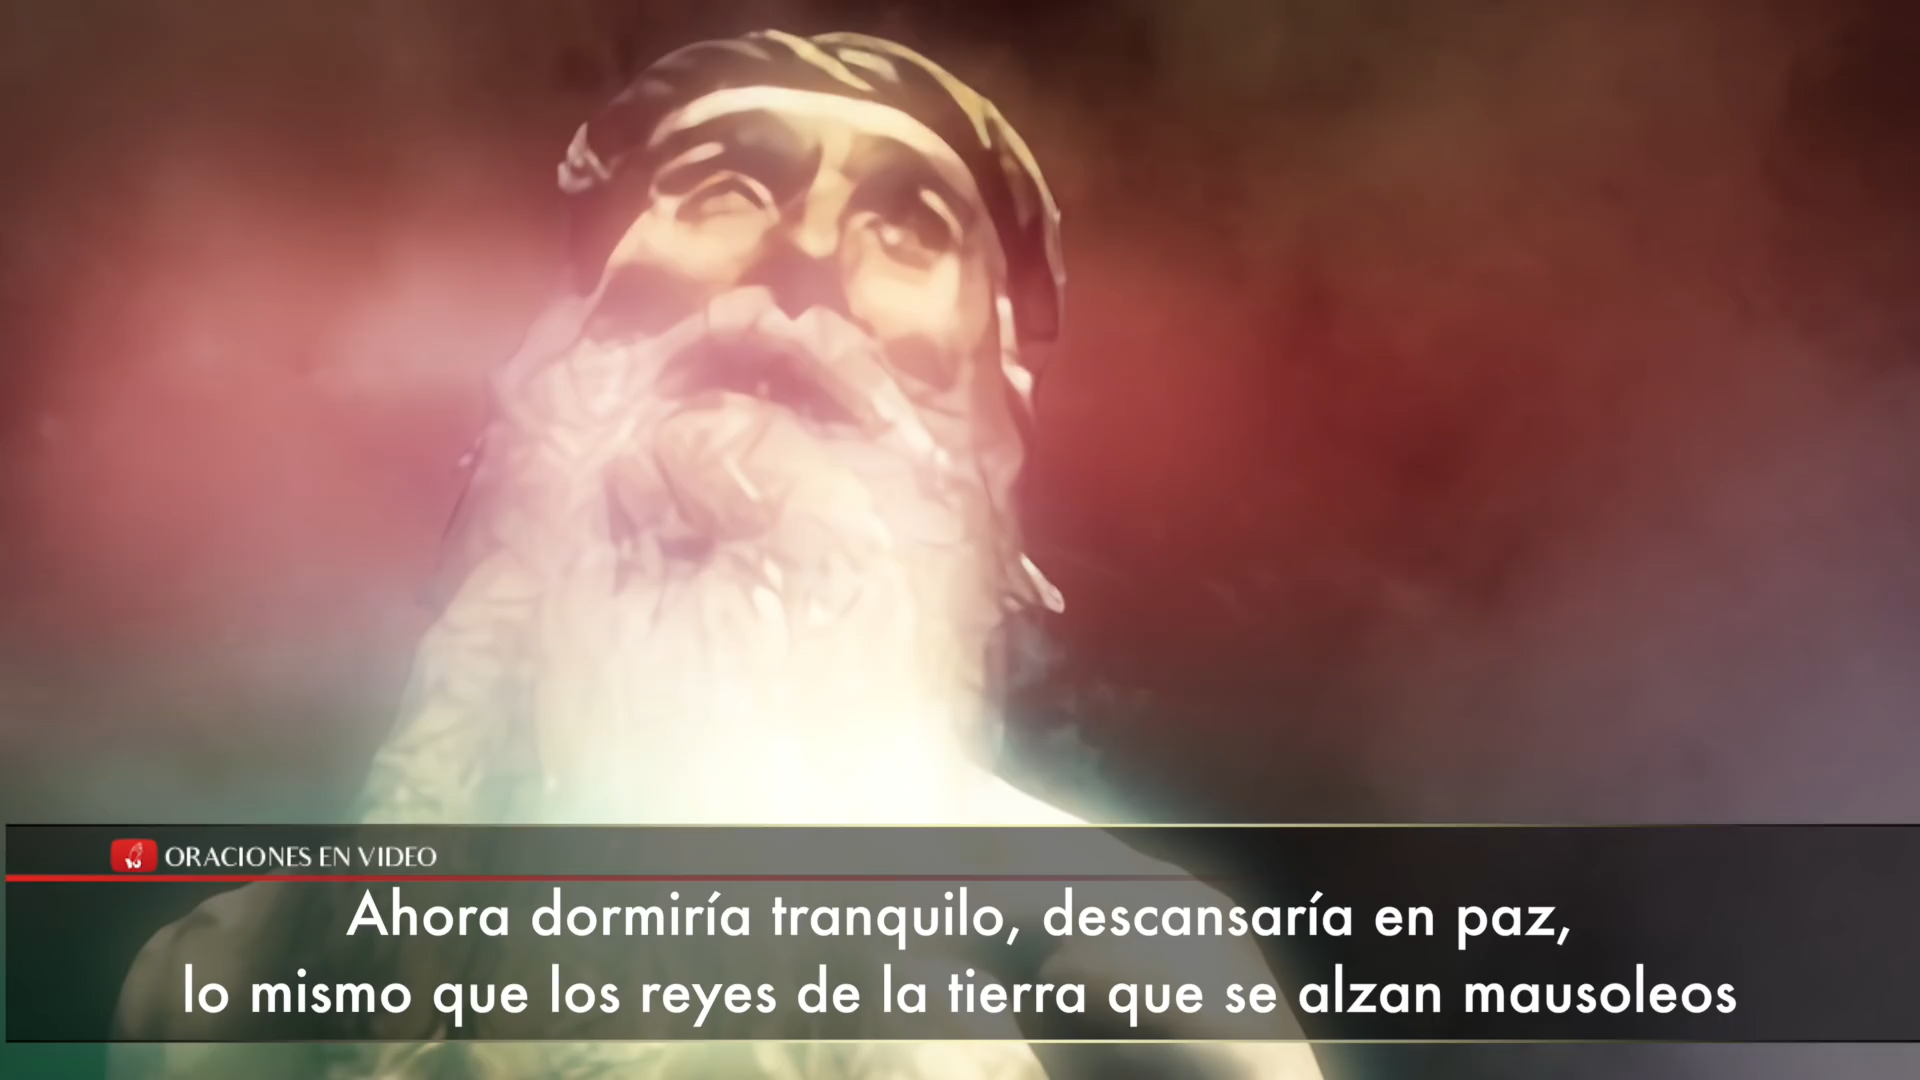 ORACIONES EN VIDEO
Ahora dormiría tranquilo, descansaría en paz,
lo mismo que los reyes de la tierra que se alzan mausoleos